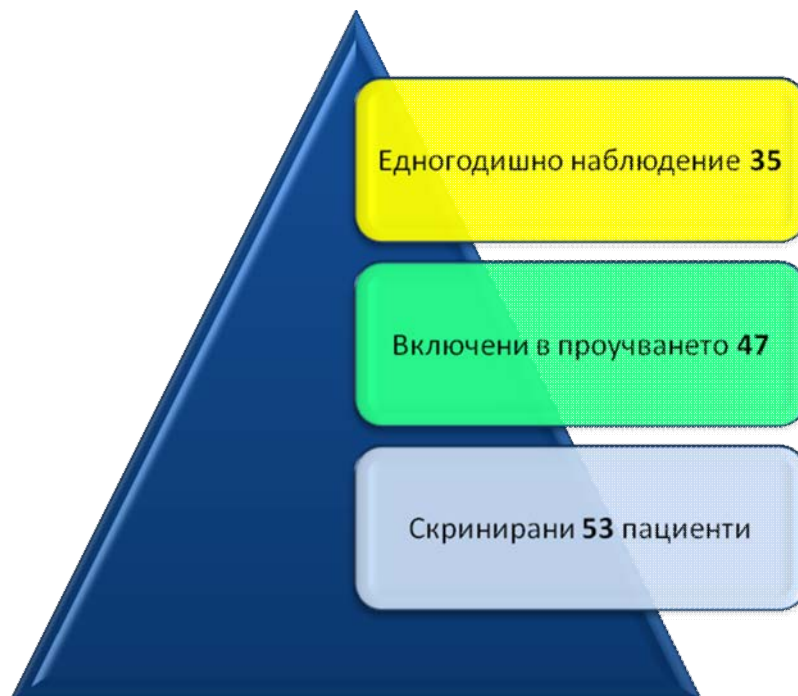 Едногодишно наблюдение 35
Включени в проучването 47
Скринирани 53 пациенти